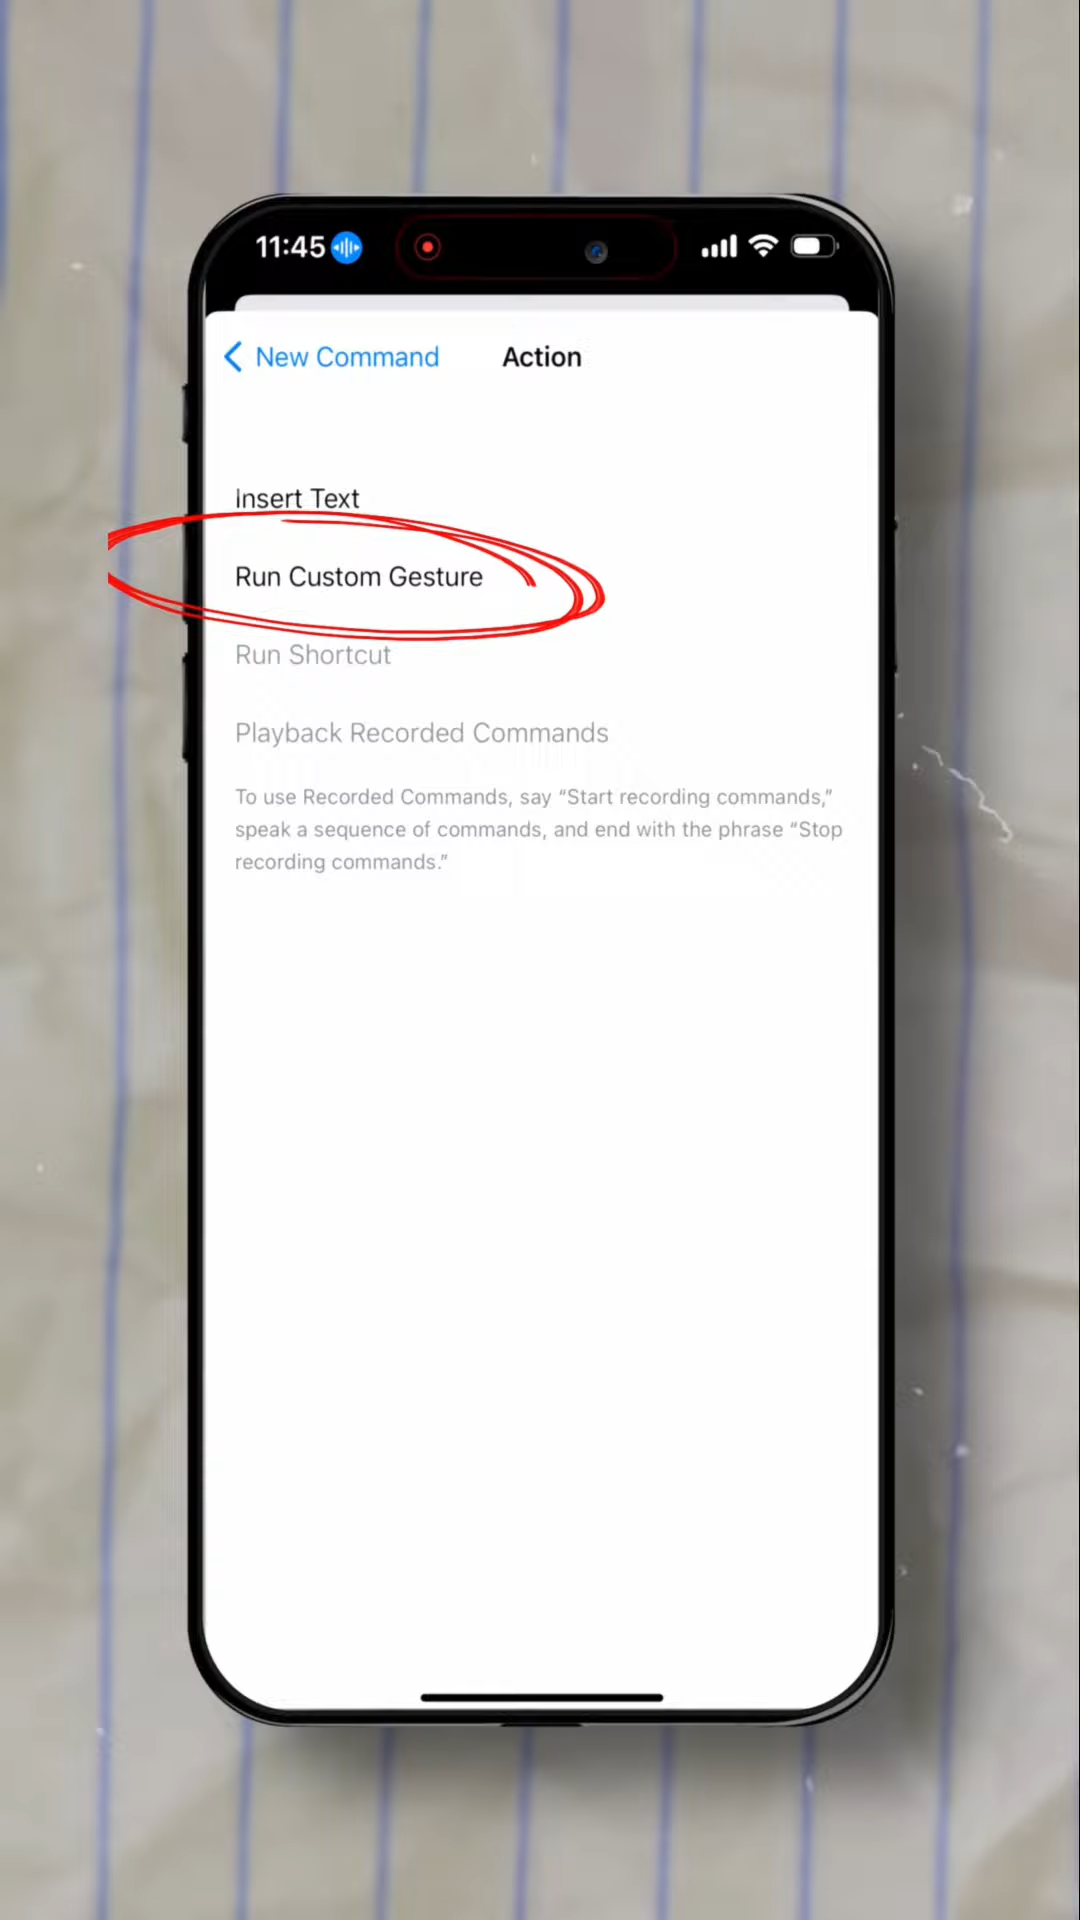 11:45
New Command
Action
Insert Text
Run Custom Gesture
Run Shortcut
Playback Recorded Commands
To use Recorded Commands, say “Start recording commands,”
speak a sequence of commands, and end with the phrase “Stop
recording commands.”